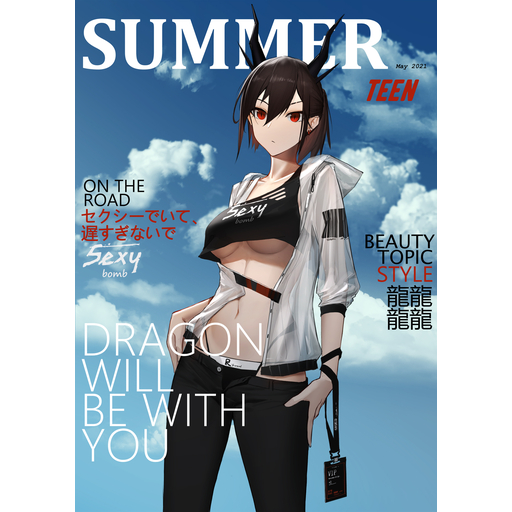 SUMMER
May 2021
TEEN
ON THE
ROAD
セクシーでいて、
遅すぎないで
Sexy
bomb
Sexy
bomb
BEAUTY
TOPIC
STYLE
龍龍
龍龍
DRAGON
WILL
BE WITH
YOU
VIP